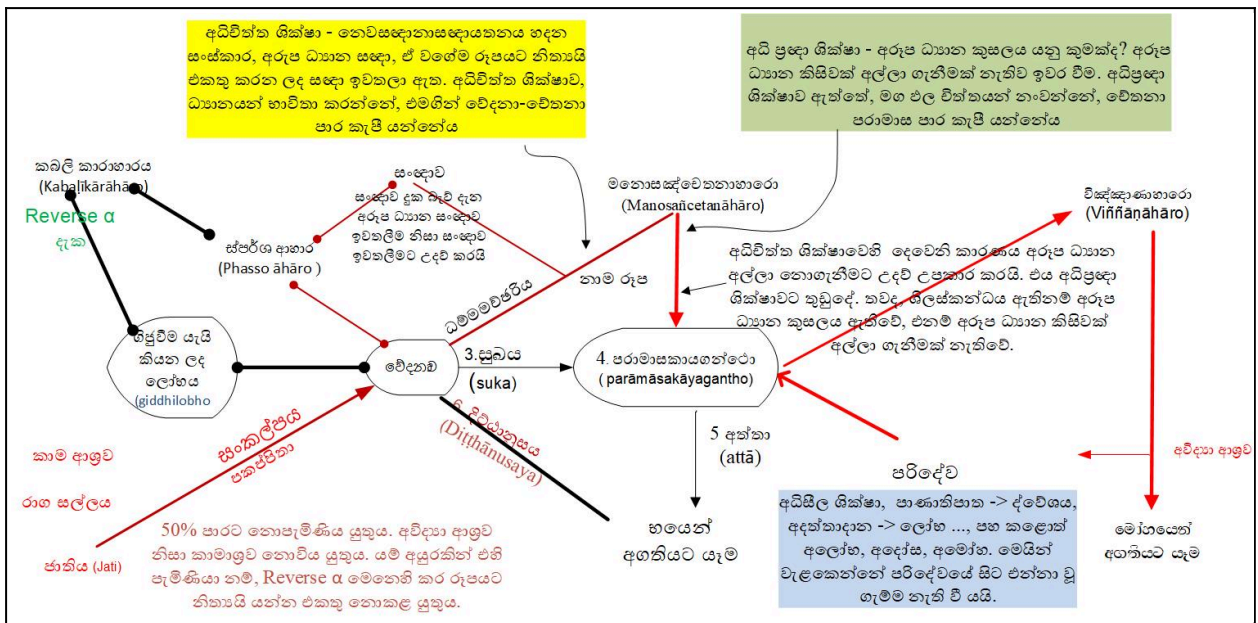 අධිචිත්ත ශික්ෂා - නෙවසඥානාසඥායතනය හදන
සංස්කාර, අරුප ධ්‍යාන සඥා, ඒ වගේම රූපයට නිත්‍යයි
එකතු කරන ලද සඥා ඉවතලා ඇත. අධිචිත්ත ශික්ෂාව,
ධ්‍යානයන් භාවිතා කරන්නේ, එමගින් වේදනා-චේතනා
පාර කැපී යන්නේය
අධි ප්‍රඥා ශික්ෂා - අරූප ධ්‍යාන කුසලය යනු කුමක්ද? අරූප
ධ්‍යාන කිසිවක් අල්ලා ගැනීමක් නැතිව ඉවර වීම. අධිප්‍රඥා
ශික්ෂාව ඇත්තේ, මග ඵල චිත්තයන් නංවන්නේ, චේතනා
පරාමාස පාර කැපී යන්නේය
කබලි කාරාහාරය
(Kabaḷīkārāhāro)
Reverse α
දැක
ස්පර්ශ ආහාර
(Phasso āhāro )
සංඥාව
සංඥාව දුක බැව් දැන
අරූප ධ්‍යාන සංඥාව
ඉවතලීම නිසා සංඥාව
ඉවතලීමට උදව් කරයි
මනොසඤ්චේතනාහාරො
(Manosañcetanāhāro)
විඤ්ඤාණාහාරො
(Viññāṇāhāro)
නාම රූප
ධම්මමච්ඡරිය
අධිචිත්ත ශික්ෂාවෙහි දෙවෙනි කාරණය අරූප ධ්‍යාන
අල්ලා නොගැනීමට උදව් උපකාර කරයි. එය අධිප්‍රඥා
ශික්ෂාවට තුඩුදේ. තවද, ශීලස්කන්ධය ඇතිනම් අරූප
ධ්‍යාන කුසලය ඇතිවේ, එනම් අරූප ධ්‍යාන කිසිවක්
අල්ලා ගැනීමක් නැතිවේ.
ගිජුවීම යැයි
කියන ලද
ලෝභය
(giddhilobho
වේදනාව
3.සුඛය
(suka)
4. පරාමාසකායගන්ථො
(parāmāsakāyagantho)
5 අත්තා
(attā)
6. දිට්ඨානුසය
(Diṭṭhānusaya)
සංකල්පය
පකප්පිතා
කාම ආශ්‍රව
රාග සල්ලය
ජාතිය (Jati)
50% පාරට නොපැමිණිය යුතුය. අවිද්‍යා ආශ්‍රව
නිසා කාමාශ්‍රව නොවිය යුතුය. යම් අයුරකින් එහි
පැමිණියා නම්, Reverse α මෙනෙහි කර රූපයට
නිත්‍යයි යන්න එකතු නොකළ යුතුය.
භයෙන්
අගතියට යෑම
පරිදේව
අධිසීල ශික්ෂා, පාණාතිපාත -> ද්වේශය,
අදත්තාදාන -> ලෝභ ..., පහ කළොත්
අලෝභ, අදෝස, අමෝහ. මෙයින්
වැළකෙන්නේ පරිදේවයේ සිට එන්නා වූ
ගැම්ම නැති වී යයි.
අවිද්‍යා ආශ්‍රව
මෝහයෙන්
අගතියට යෑම